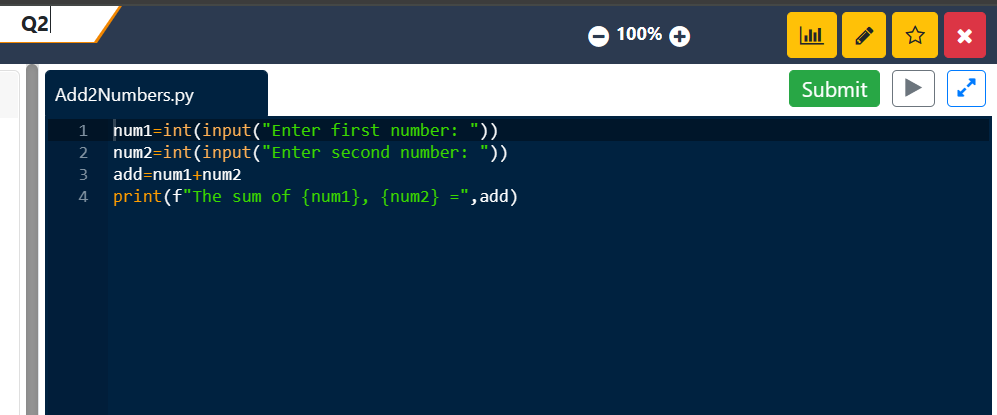 Q2
100%
Add2Numbers.py
Submit
1 num1=int(input("Enter first number: "))
2 num2=int(input("Enter second number: "))
3 add=num1+num2
4 print(f"The sum of {num1}, {num2} =",add)